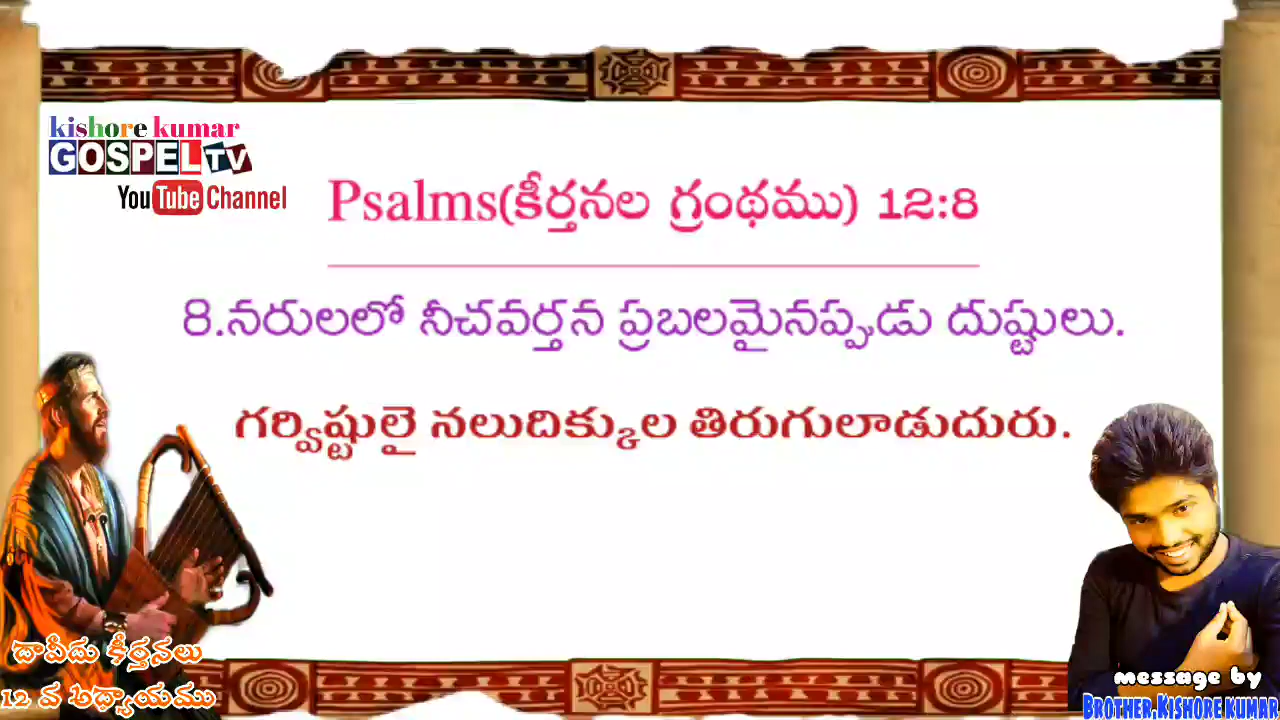 kishore kumar
GOSPEL TV
YouTube Channel
Psalms(కీర్తనల గ్రంథము) 12:8
8.నరులలో నీచవర్తన ప్రబలమైనప్పుడు దుష్టులు.
గర్విష్టులై నలుదిక్కుల తిరుగులాడుదురు.
దావీదు కీర్తనలు
12 వ అధ్యాయము
message by
BROTHER.KISHORE KUMAR